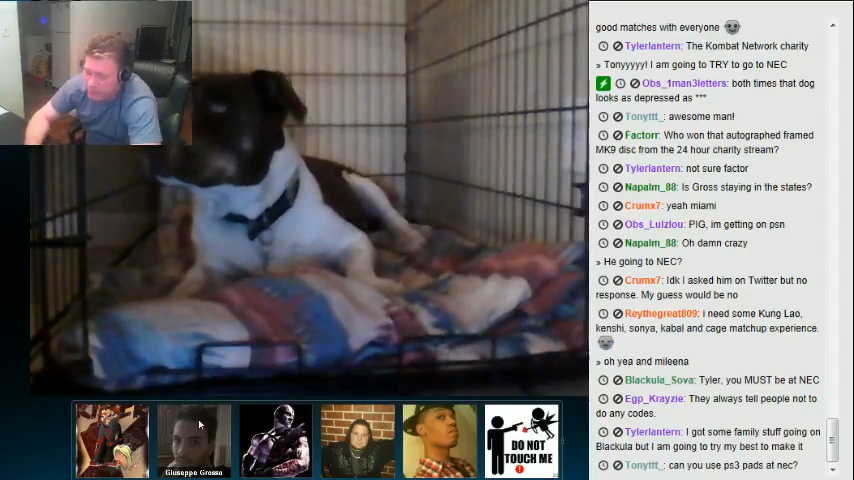 good matches with everyone
Tylerlantern: The Kombat Network charity
» Tonyyyyy! I am going to TRY to go to NEC
Obs_1man3letters: both times that dog
looks as depressed as ***
Tonyttt_: awesome man!
Factorr: Who won that autographed framed
MK9 disc from the 24 hour charity stream?
Tylerlantern: not sure factor
Napalm_88: Is Gross staying in the states?
Crumx7: yeah miami
Obs_Luizlou: PIG, im getting on psn
Napalm_88: Oh damn crazy
» He going to NEC?
Crumx7: Idk I asked him on Twitter but no
response. My guess would be no
Reythegreat809: i need some Kung Lao,
kenshi, sonya, kabal and cage matchup experience.
» oh yea and mileena
Blackula_Sova: Tyler, you MUST be at NEC
Egp_Krayzie: They always tell people not to
do any codes.
Tylerlantern: I got some family stuff going on
Blackula but I am going to try my best to make it
Tonyttt_: can you use ps3 pads at nec?
Giuseppe Grosso
DO NOT
TOUCH ME
!